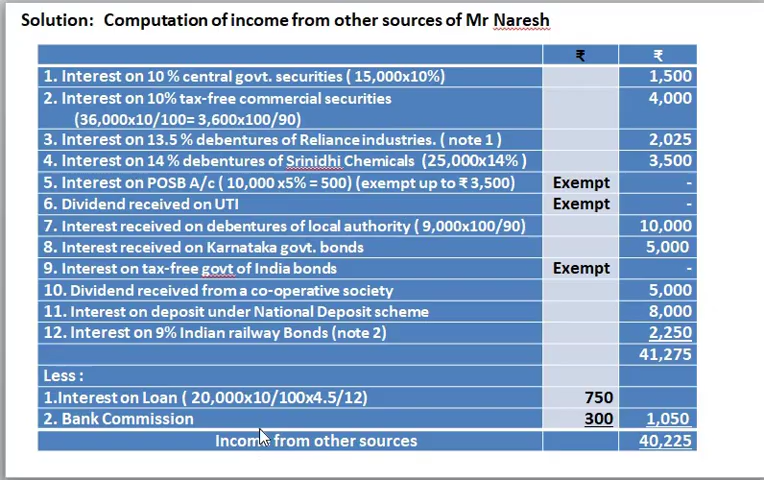 Solution: Computation of income from other sources of Mr Naresh
₹ ₹
1. Interest on 10 % central govt. securities ( 15,000x10%) 1,500
2. Interest on 10% tax-free commercial securities 4,000
(36,000x10/100= 3,600x100/90)
3. Interest on 13.5 % debentures of Reliance industries. ( note 1 ) 2,025
4. Interest on 14 % debentures of Srinidhi Chemicals (25,000x14% ) 3,500
5. Interest on POSB A/c ( 10,000 x5% = 500) (exempt up to ₹ 3,500) Exempt -
6. Dividend received on UTI Exempt -
7. Interest received on debentures of local authority ( 9,000x100/90) 10,000
8. Interest received on Karnataka govt. bonds 5,000
9. Interest on tax-free govt of India bonds Exempt -
10. Dividend received from a co-operative society 5,000
11. Interest on deposit under National Deposit scheme 8,000
12. Interest on 9% Indian railway Bonds (note 2) 2,250
41,275
Less :
1.Interest on Loan ( 20,000x10/100x4.5/12) 750
2. Bank Commission 300 1,050
Income from other sources 40,225